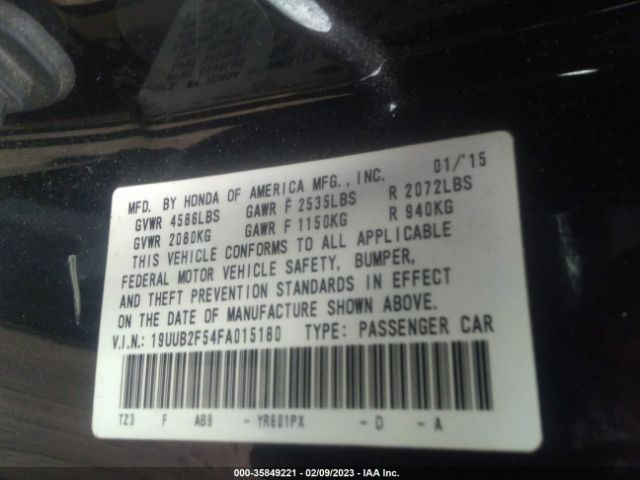 MFD. BY HONDA OF AMERICA MFG., INC. 01/'15
GVWR 4586LBS GAWR F 2535LBS R 2072LBS
GVWR 2080KG GAWR F 1150KG R 940KG
THIS VEHICLE CONFORMS TO ALL APPLICABLE
FEDERAL MOTOR VEHICLE SAFETY, BUMPER,
AND THEFT PREVENTION STANDARDS IN EFFECT
ON THE DATE OF MANUFACTURE SHOWN ABOVE.
V.I.N.: 19UUB2F54FA015180 TYPE: PASSENGER CAR
TZ3 F AB9 - YR601PX - D - A
000-35849221 - 02/09/2023 - IAA Inc.